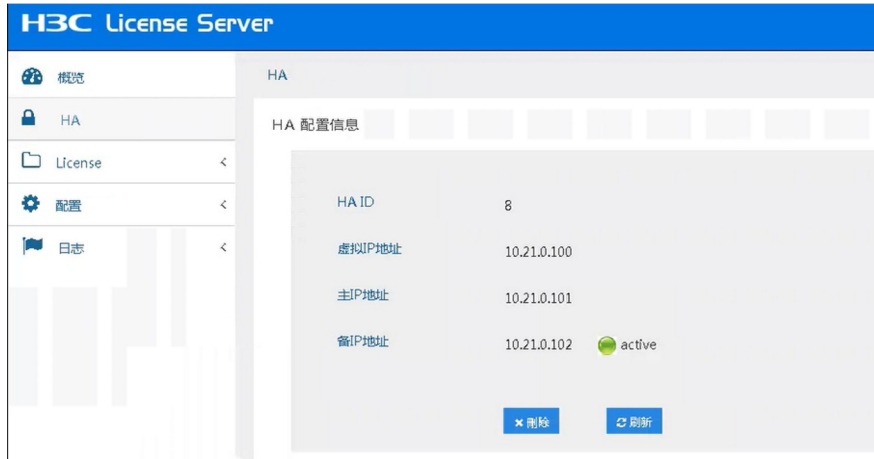 H3C License Server
概览
HA
License
配置
日志
HA
HA 配置信息
HA ID 8
虚拟IP地址 10.21.0.100
主IP地址 10.21.0.101
备IP地址 10.21.0.102 active
删除 刷新